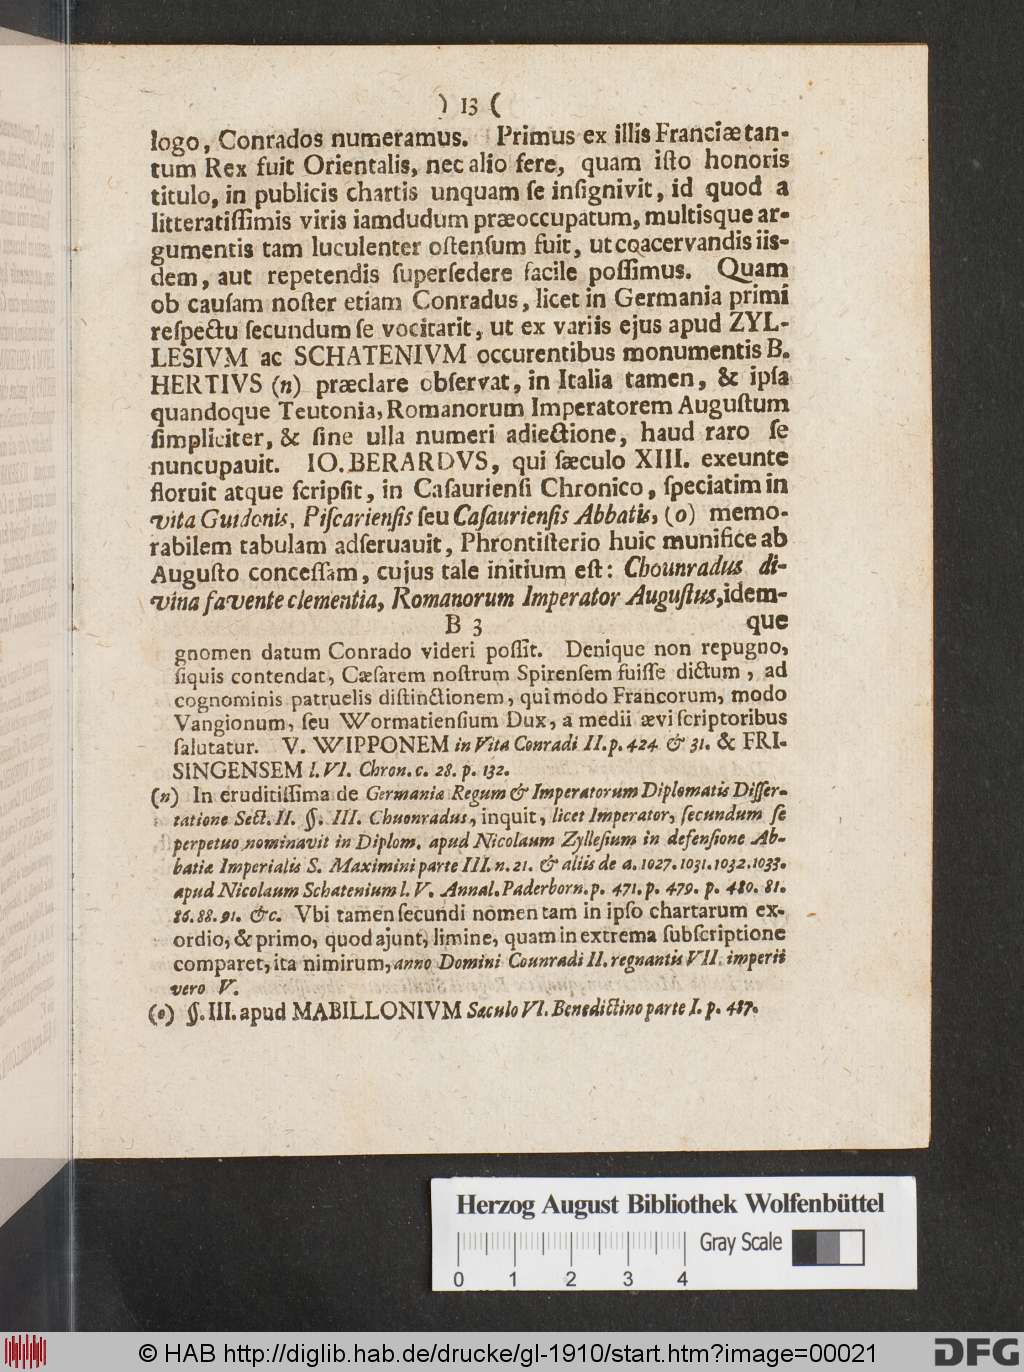 ) 13 (
logo, Conrados numeramus. Primus ex illis Franciæ tan-
tum Rex fuit Orientalis, nec alio fere, quam iſto honoris
titulo, in publicis chartis unquam ſe inſignivit, id quod a
litteratiſſimis viris iamdudum præoccupatum, multisque ar-
gumentis tam luculenter oſtenſum fuit, ut coacervandis iis-
dem, aut repetendis ſuperſedere facile poſſimus. Quam
ob cauſam noſter etiam Conradus, licet in Germania primi
reſpectu ſecundum ſe vocitarit, ut ex variis ejus apud ZYL-
LESIVM ac SCHATENIVM occurentibus monumentis B.
HERTIVS (n) præclare obſervat, in Italia tamen, & ipſa
quandoque Teutonia, Romanorum Imperatorem Auguſtum
ſimpliciter, & ſine ulla numeri adiectione, haud raro ſe
nuncupauit. IO. BERARDVS, qui ſæculo XIII. exeunte
floruit atque ſcripſit, in Caſaurienſi Chronico, ſpeciatim in
vita Guidonis, Piſcarienſis ſeu Caſaurienſis Abbatis, (o) memo-
rabilem tabulam adſeruauit, Phrontiſterio huic munifice ab
Auguſto conceſſam, cujus tale initium eſt: Chounradus di-
vina favente clementia, Romanorum Imperator Auguſtus, idem-
B 3 que
gnomen datum Conrado videri poſſit. Denique non repugno,
ſiquis contendat, Cæſarem noſtrum Spirenſem fuiſſe dictum, ad
cognominis patruelis diſtinctionem, qui modo Francorum, modo
Vangionum, ſeu Wormatienſium Dux, a medii ævi ſcriptoribus
ſalutatur. V. WIPPONEM in Vita Conradi II. p. 424 & 31. & FRI-
SINGENSEM l. VI. Chron. c. 28. p. 132.
(n) In eruditiſſima de Germania Regum & Imperatorum Diplomatis Diſſer-
tatione Sect. II. §. III. Chuonradus, inquit, licet Imperator, ſecundum ſe
perpetuo nominavit in Diplom. apud Nicolaum Zylleſium in defenſione Ab-
batiæ Imperialis S. Maximini parte III. n. 21. & aliis de a. 1027. 1031. 1032. 1033.
apud Nicolaum Schatenium l. V. Annal. Paderborn. p. 471. p. 479. p. 480. 81.
86. 88. 91. &c. Vbi tamen ſecundi nomen tam in ipſo chartarum ex-
ordio, & primo, quod ajunt, limine, quam in extrema ſubſcriptione
comparet, ita nimirum, anno Domini Counradi II. regnantis VII. imperii
vero V.
(o) §. III. apud MABILLONIVM Sæculo VI. Benedictino parte I. p. 487.
Herzog August Bibliothek Wolfenbüttel
Gray Scale
0 1 2 3 4
© HAB http://diglib.hab.de/drucke/gl-1910/start.htm?image=00021
DFG